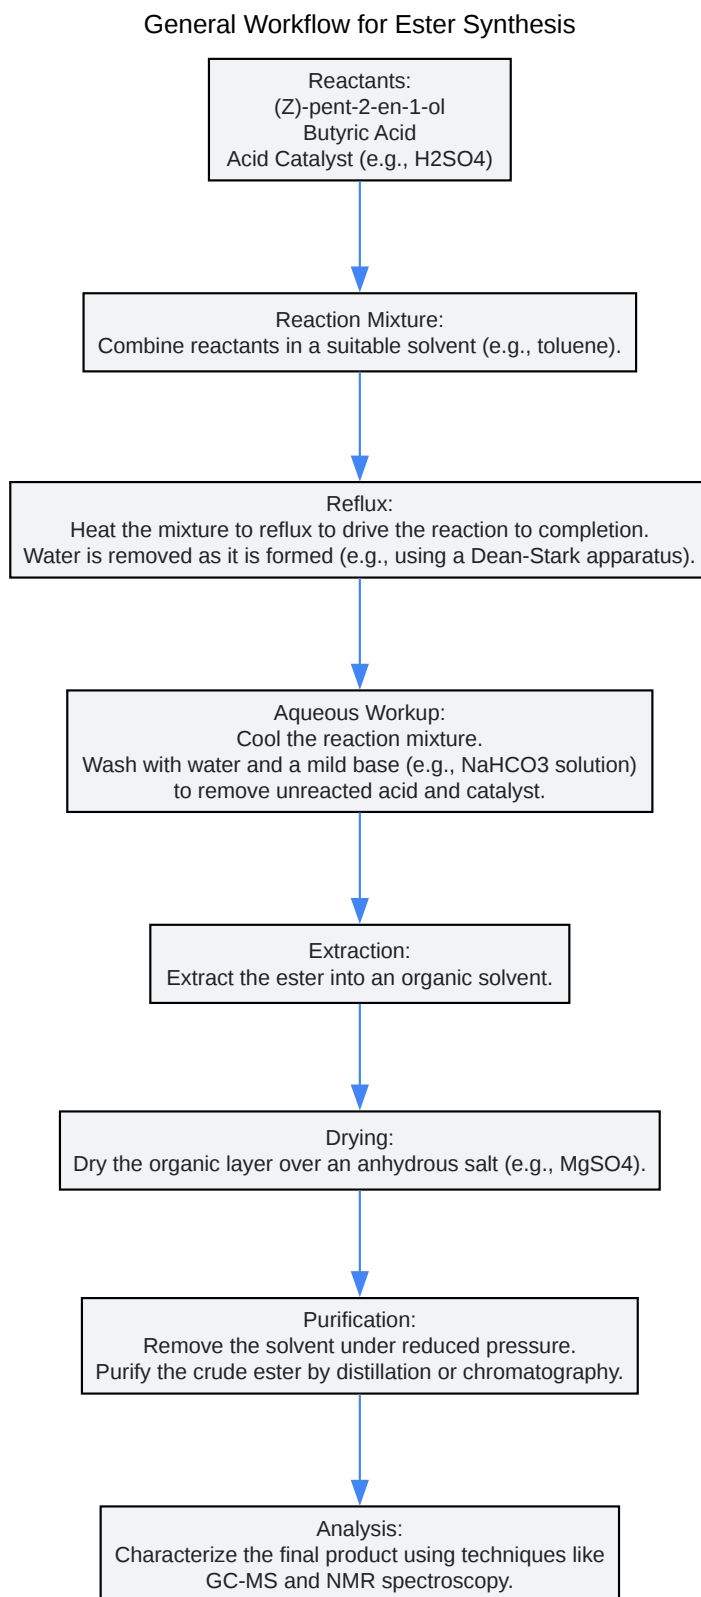 General Workflow for Ester Synthesis
Reactants:
(Z)-pent-2-en-1-ol
Butyric Acid
Acid Catalyst (e.g., H2SO4)
Reaction Mixture:
Combine reactants in a suitable solvent (e.g., toluene).
Reflux:
Heat the mixture to reflux to drive the reaction to completion.
Water is removed as it is formed (e.g., using a Dean-Stark apparatus).
Aqueous Workup:
Cool the reaction mixture.
Wash with water and a mild base (e.g., NaHCO3 solution)
to remove unreacted acid and catalyst.
Extraction:
Extract the ester into an organic solvent.
Drying:
Dry the organic layer over an anhydrous salt (e.g., MgSO4).
Purification:
Remove the solvent under reduced pressure.
Purify the crude ester by distillation or chromatography.
Analysis:
Characterize the final product using techniques like
GC-MS and NMR spectroscopy.